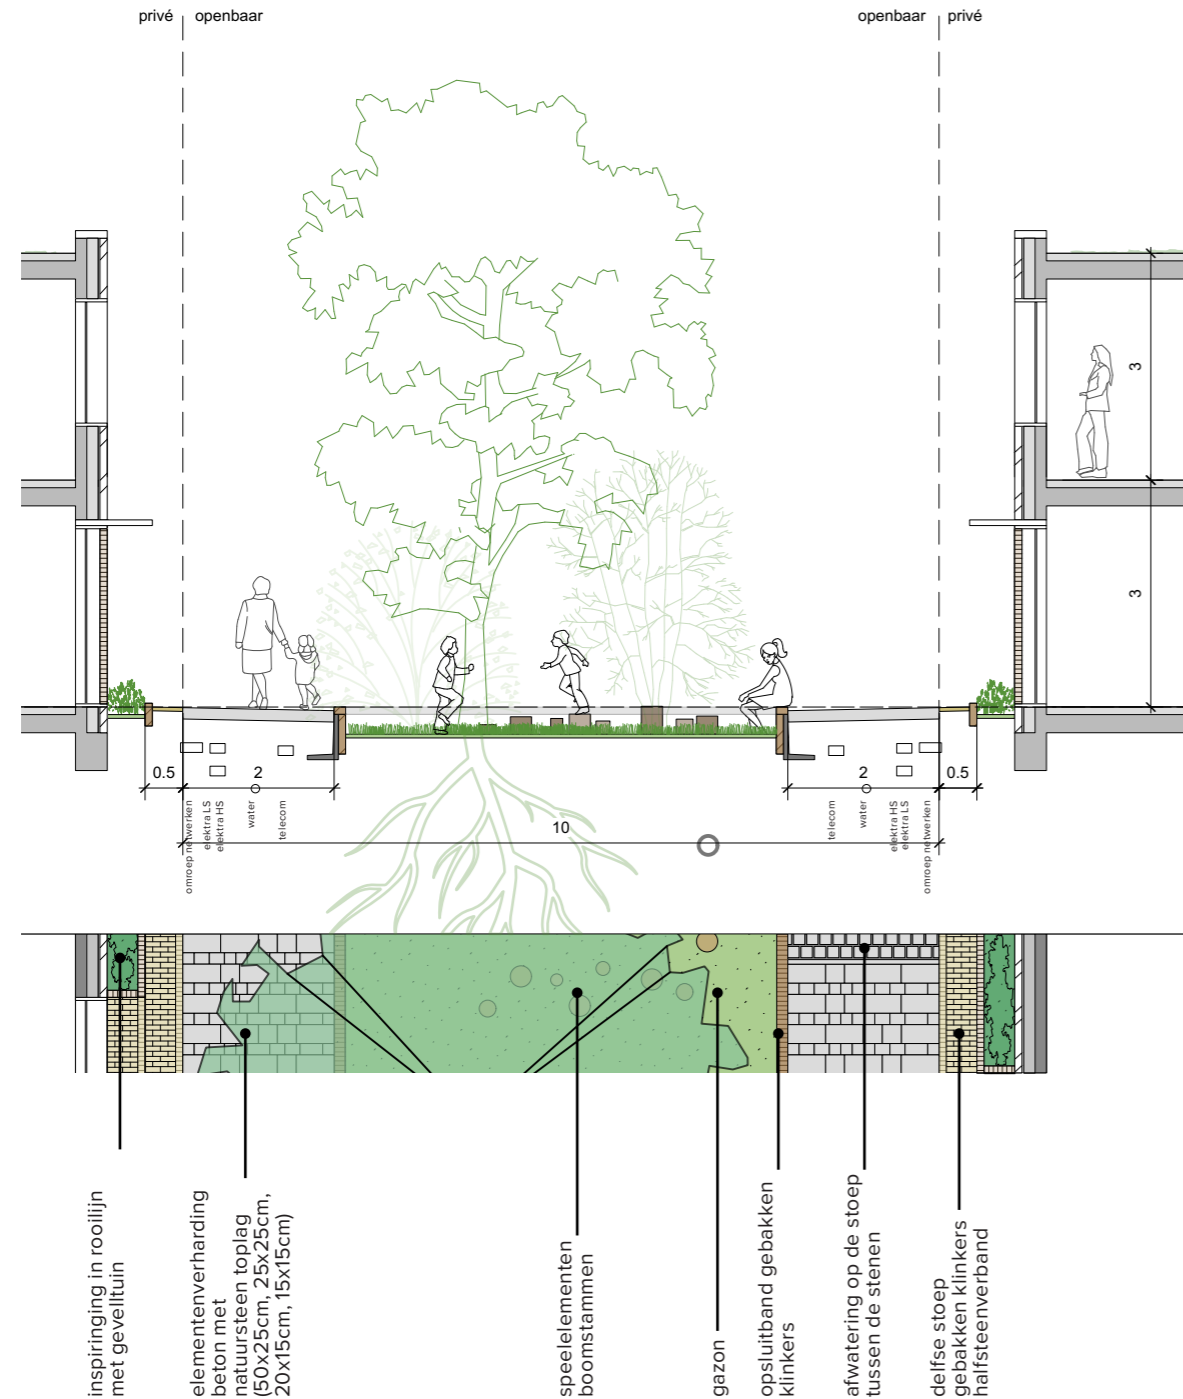 privé
openbaar
openbaar
privé
3
3
0.5
2
2
0.5
omroep netwerken
elektra LS
elektra HS
water
telecom
10
telecom
water
elektra HS
elektra LS
omroep netwerken
inspiringing in rooilijn
met gevelltuin
elementenverharding
beton met
natuursteen toplag
(50x25cm, 25x25cm,
20x15cm, 15x15cm)
speelelementen
boomstammen
gazon
opsluitband gebakken
klinkers
afwatering op de stoep
tussen de stenen
delfse stoep
gebakken klinkers
halfsteenverband